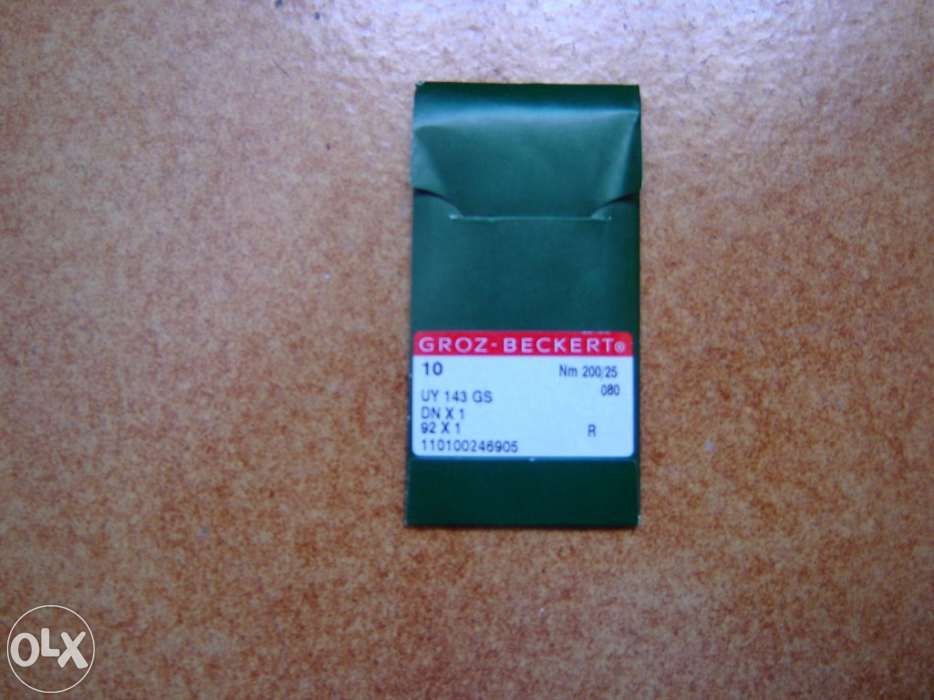 GROZ-BECKERT®
10 Nm 200/25
080
UY 143 GS
DN X 1
92 X 1 R
110100246905
OLX